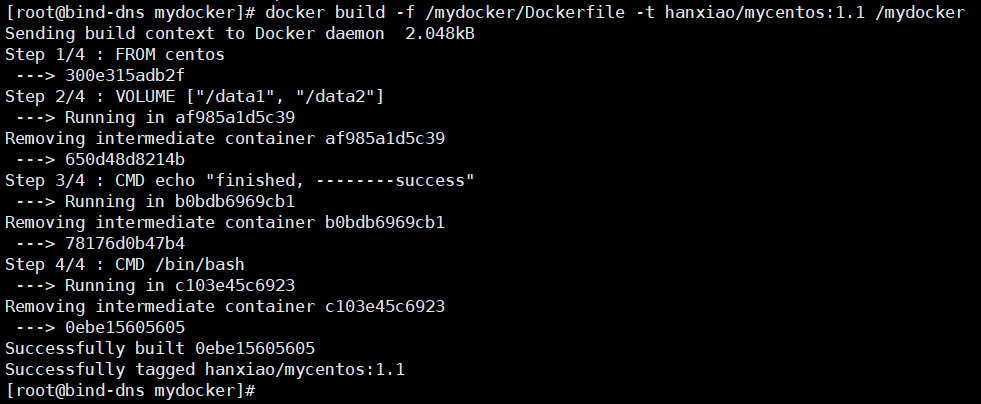 [root@bind-dns mydocker]# docker build -f /mydocker/Dockerfile -t hanxiao/mycentos:1.1 /mydocker
Sending build context to Docker daemon  2.048kB
Step 1/4 : FROM centos
 ---> 300e315adb2f
Step 2/4 : VOLUME ["/data1", "/data2"]
 ---> Running in af985a1d5c39
Removing intermediate container af985a1d5c39
 ---> 650d48d8214b
Step 3/4 : CMD echo "finished, --------success"
 ---> Running in b0bdb6969cb1
Removing intermediate container b0bdb6969cb1
 ---> 78176d0b47b4
Step 4/4 : CMD /bin/bash
 ---> Running in c103e45c6923
Removing intermediate container c103e45c6923
 ---> 0ebe15605605
Successfully built 0ebe15605605
Successfully tagged hanxiao/mycentos:1.1
[root@bind-dns mydocker]#